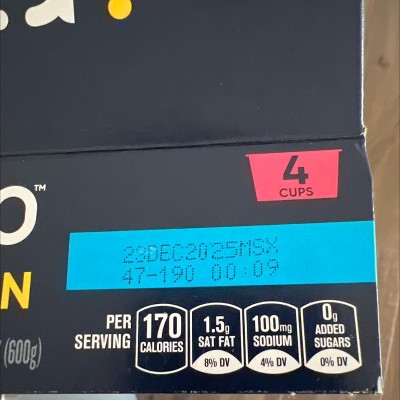 4
CUPS
™
23DEC2025MSX
N
47-190 00:09
(600g)
PER
SERVING
170
CALORIES
1.5g
SAT FAT
8% DV
100mg
SODIUM
4% DV
0g
ADDED
SUGARS
0% DV